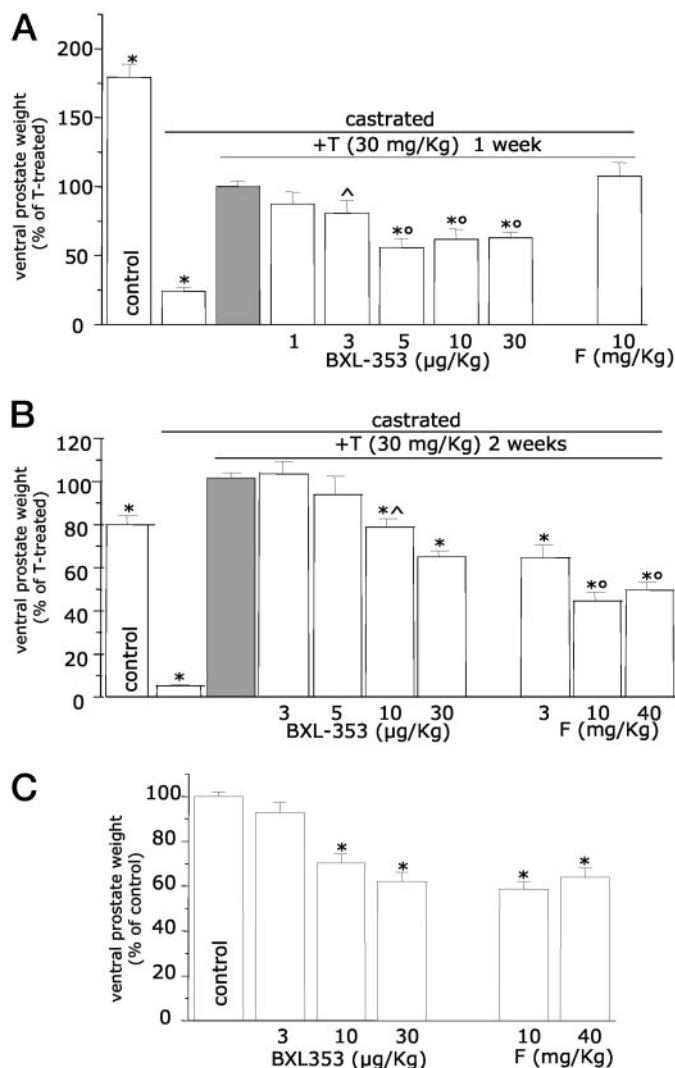 A
ventral prostate weight
(% of T-treated)
200
150
100
75
50
25
0
*
castrated
+T (30 mg/Kg) 1 week
control
*
^
*°
*°
*°
1 3 5 10 30 10
BXL-353 (µg/Kg) F (mg/Kg)
B
ventral prostate weight
(% of T-treated)
120
100
80
60
40
20
0
castrated
+T (30 mg/Kg) 2 weeks
*
control
*
*^
*
*
*°
*°
3 5 10 30 3 10 40
BXL-353 (µg/Kg) F (mg/Kg)
C
ventral prostate weight
(% of control)
100
80
60
40
60
20
0
control
*
*
*
*
3 10 30 10 40
BXL353 (µg/Kg) F (mg/Kg)